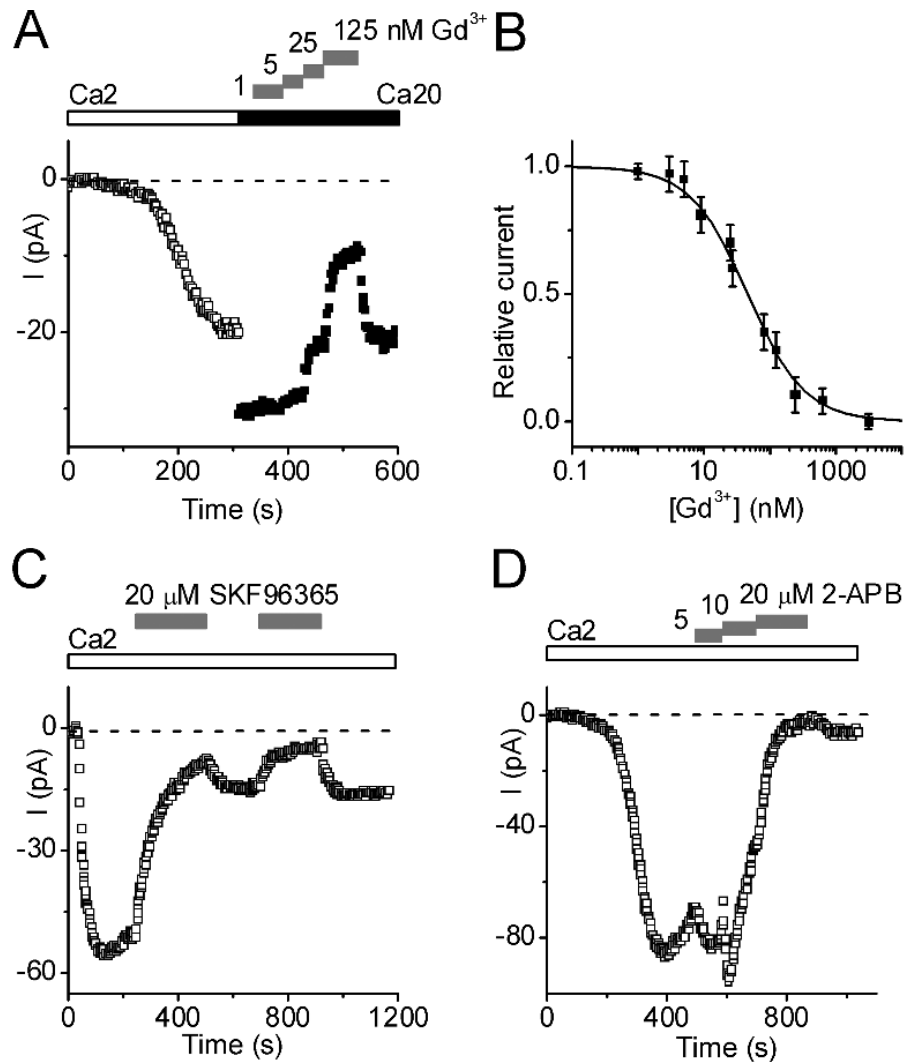 A
125 nM Gd³⁺
25
5
1
Ca2
Ca20
I (pA)
0
-20
0 200 400 600
Time (s)
B
Relative current
1.0
0.5
0.0
0.1 10 1000
[Gd³⁺] (nM)
C
20 μM SKF96365
Ca2
I (pA)
0
-30
-60
0 400 800 1200
Time (s)
D
20 μM 2-APB
10
5
Ca2
I (pA)
0
-40
-80
0 400 800
Time (s)